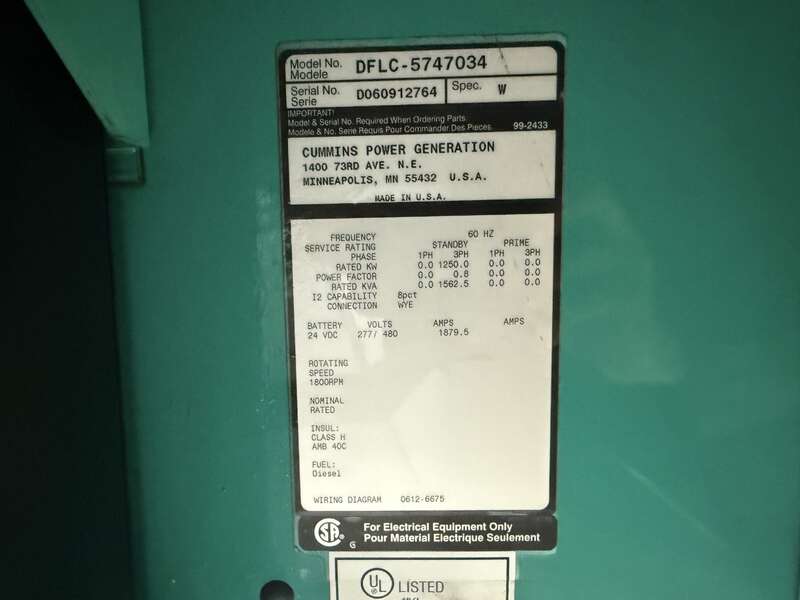 Model No. DFLC-5747034
Modele
Serial No. D060912764 Spec. W
Serie
IMPORTANT!
Model & Serial No. Required When Ordering Parts
Modele & No. Serie Requis Pour Commander Des Pieces 99-2433
CUMMINS POWER GENERATION
1400 73RD AVE. N.E.
MINNEAPOLIS, MN 55432 U.S.A.
MADE IN U.S.A.
FREQUENCY 60 HZ
SERVICE RATING STANDBY PRIME
PHASE 1PH 3PH 1PH 3PH
RATED KW 0.0 1250.0 0.0 0.0
POWER FACTOR 0.0 0.8 0.0 0.0
RATED KVA 0.0 1562.5 0.0 0.0
I2 CAPABILITY 8pct
CONNECTION WYE
BATTERY VOLTS AMPS AMPS
24 VDC 277/ 480 1879.5
ROTATING
SPEED
1800RPM
NOMINAL
RATED
INSUL:
CLASS H
AMB 40C
FUEL:
Diesel
WIRING DIAGRAM 0612-6675
SA For Electrical Equipment Only
G Pour Material Electrique Seulement
UL LISTED